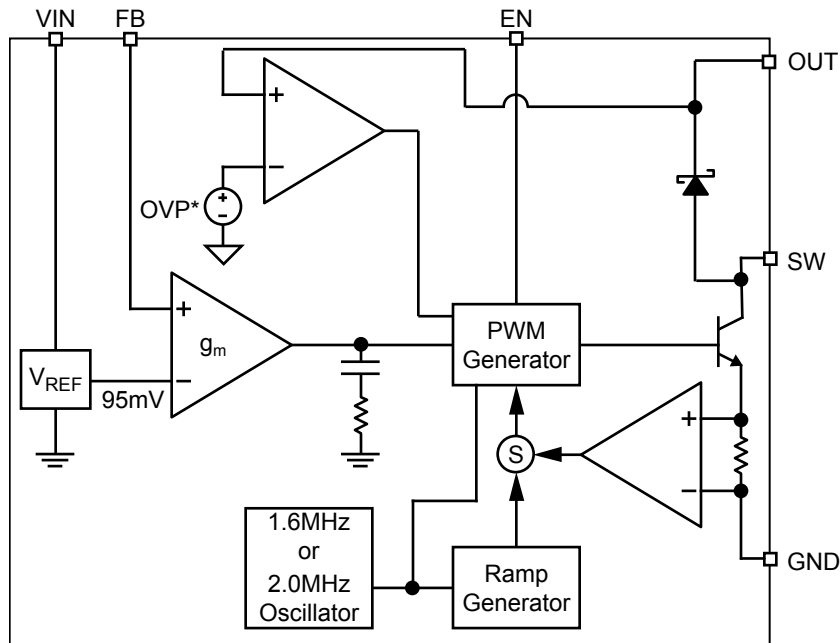 VIN
FB
EN
OUT
+
−
OVP*
+
−
SW
+
gm
−
PWM
Generator
VREF
95mV
+
−
S
1.6MHz
or
2.0MHz
Oscillator
Ramp
Generator
GND